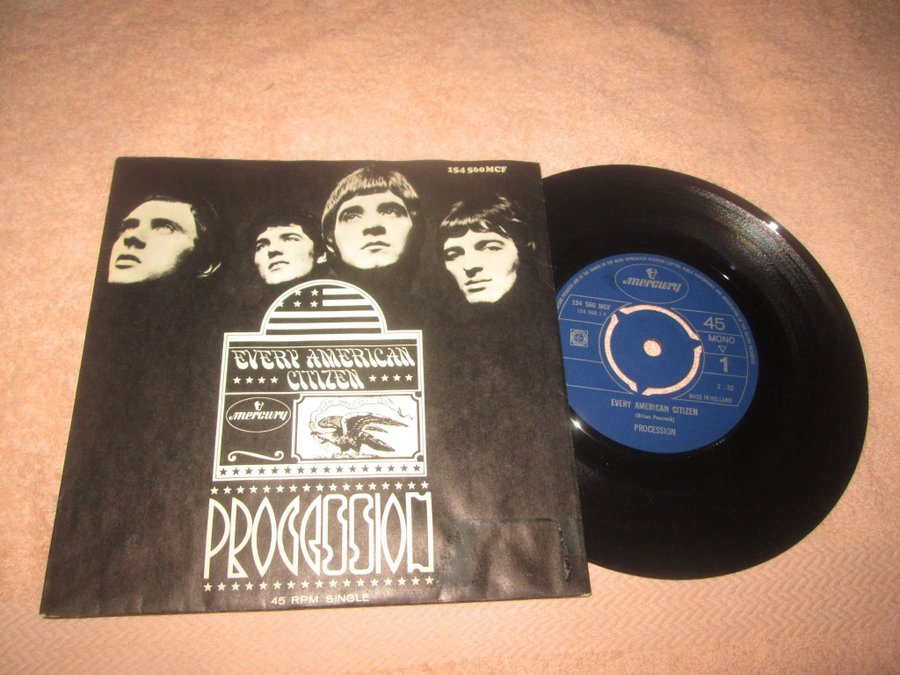 154 560 MCF
EVERY AMERICAN
CITIZEN
mercury
PROCESSION
45 RPM SINGLE
mercury
154 560 MCF
45
MONO
1
2:32
MADE IN HOLLAND
EVERY AMERICAN CITIZEN
(Brian Peacock)
PROCESSION